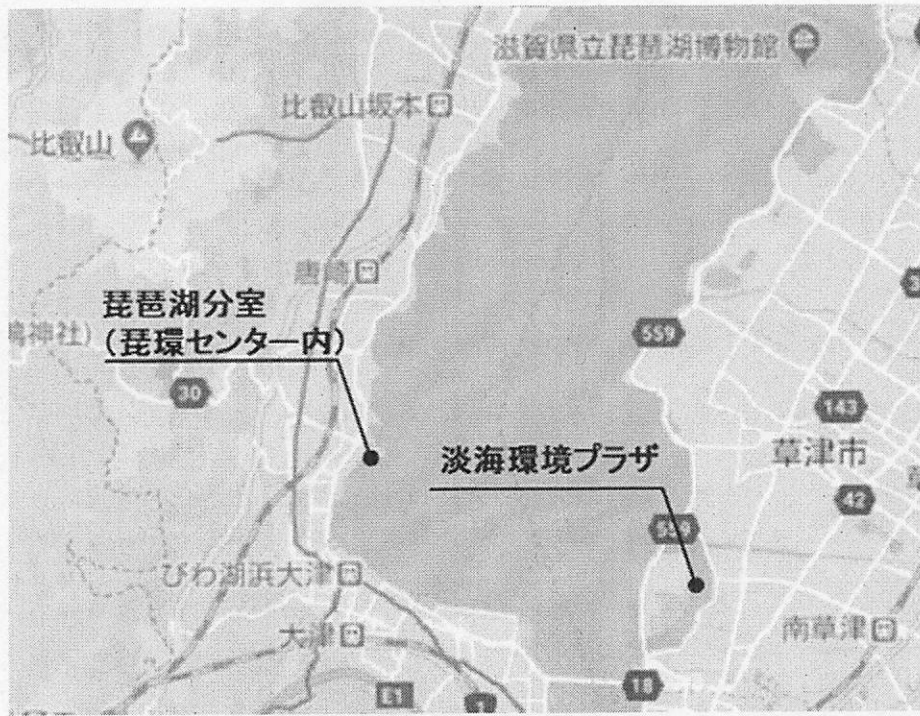 滋賀県立琵琶湖博物館
比叡山坂本
比叡山
唐崎
琵琶湖分室
(琵環センター内)
559
30
143
草津市
淡海環境プラザ
42
559
びわ湖浜大津
大津
南草津
18
E1
1